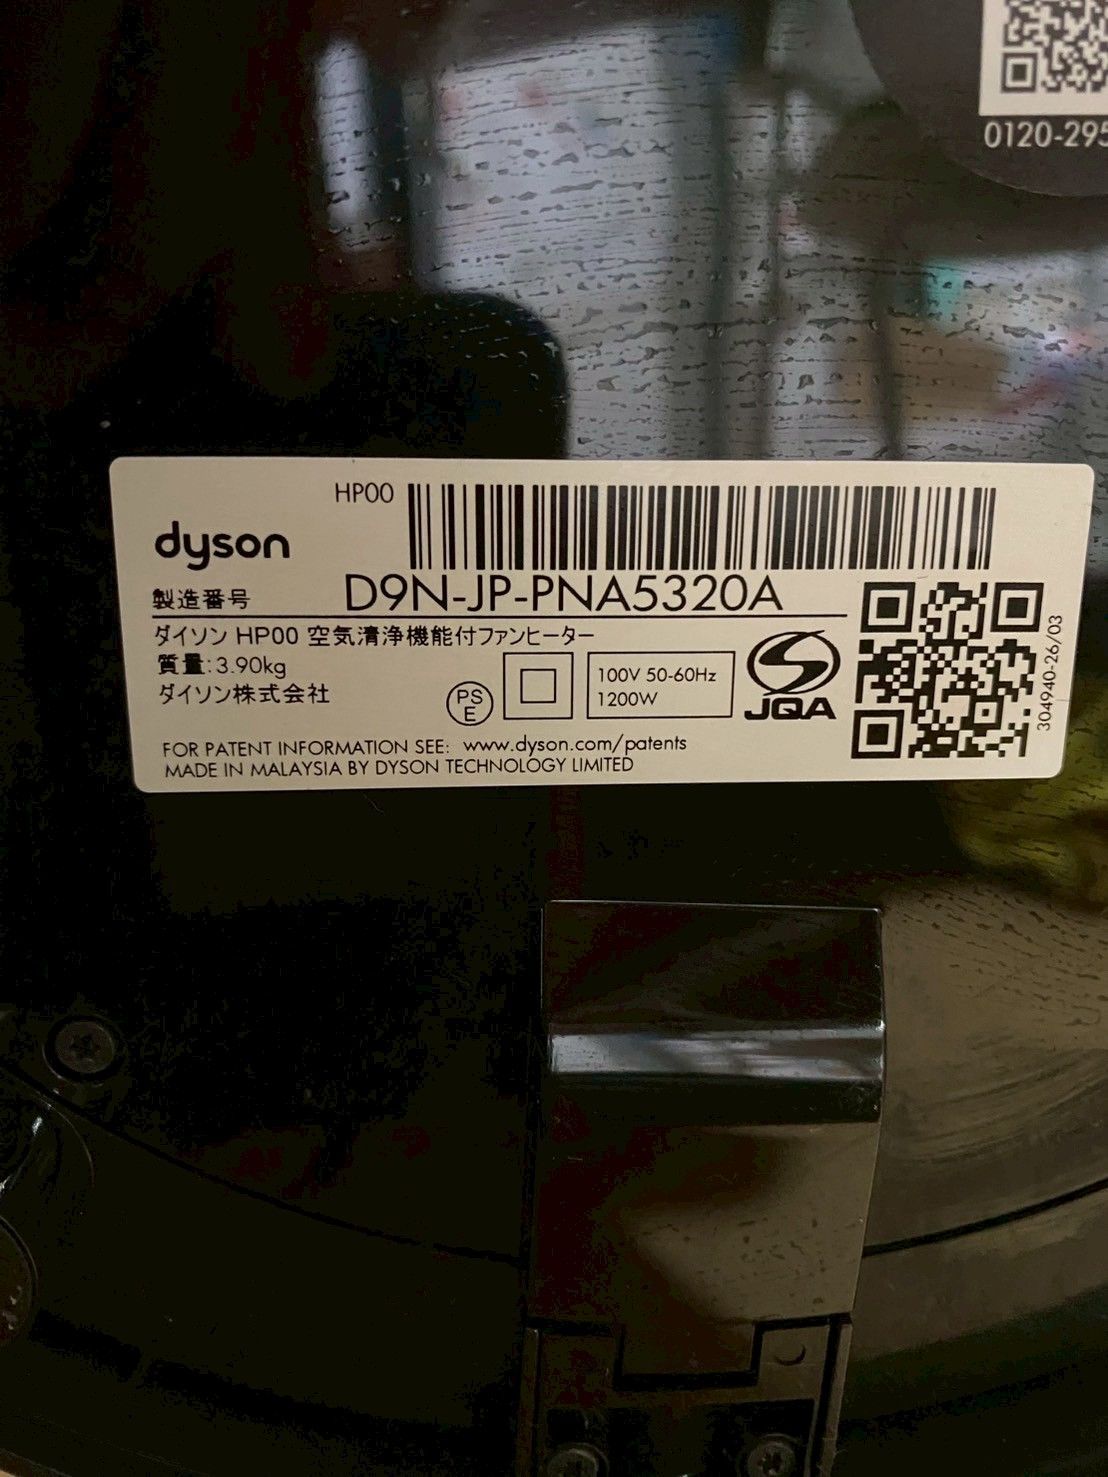 0120-295
HP00
dyson
製造番号 D9N-JP-PNA5320A
ダイソン HP00 空気清浄機能付ファンヒーター
質量:3.90kg
ダイソン株式会社
PS
E
100V 50-60Hz
1200W
JQA
304940-26/03
FOR PATENT INFORMATION SEE: www.dyson.com/patents
MADE IN MALAYSIA BY DYSON TECHNOLOGY LIMITED